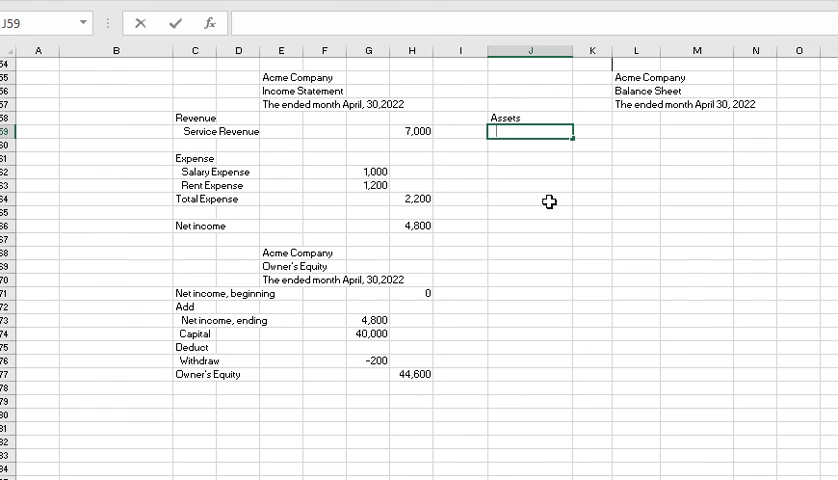 J59
fx
A B C D E F G H I J K L M N O
54
55 Acme Company Acme Company
56 Income Statement Balance Sheet
57 The ended month April, 30,2022 The ended month April 30, 2022
58 Revenue Assets
59 Service Revenue 7,000
60
61 Expense
62 Salary Expense 1,000
63 Rent Expense 1,200
64 Total Expense 2,200
65
66 Net income 4,800
67
68 Acme Company
69 Owner's Equity
70 The ended month April, 30,2022
71 Net income, beginning 0
72 Add
73 Net income, ending 4,800
74 Capital 40,000
75 Deduct
76 Withdraw -200
77 Owner's Equity 44,600
78
79
80
81
82
83
84